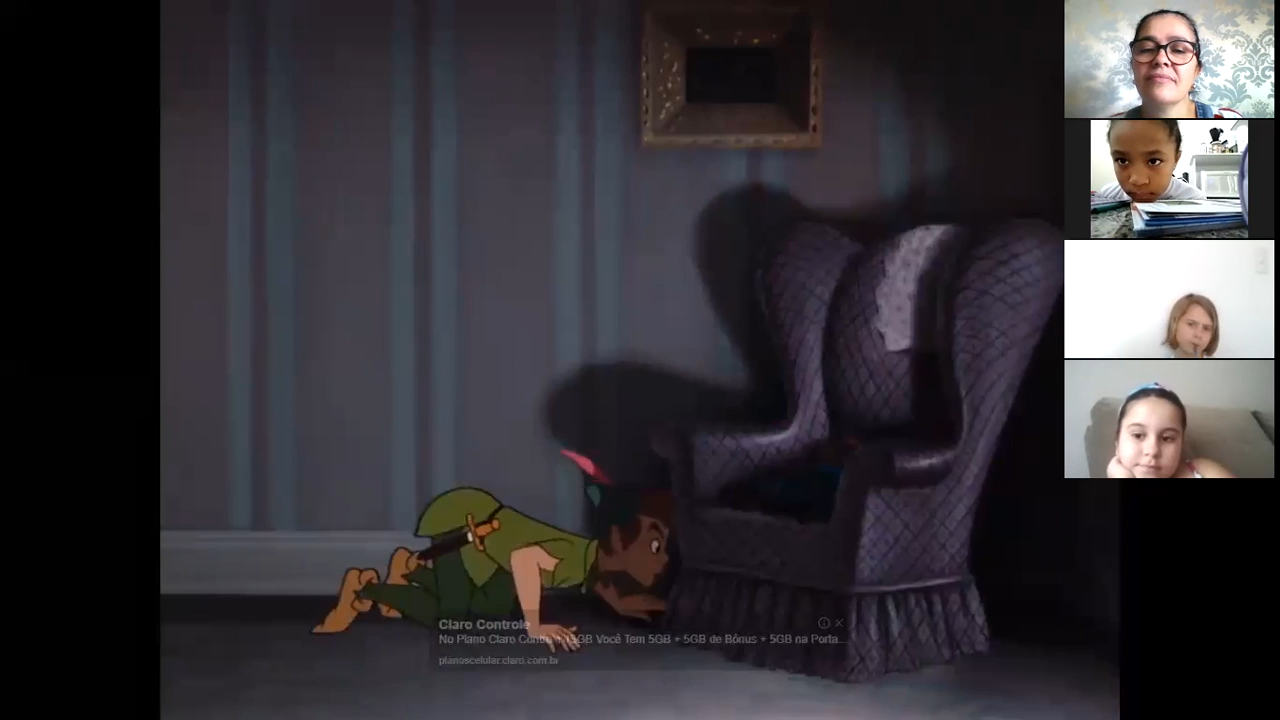 Claro Controle
No Plano Claro Controle 15GB Você Tem 5GB + 5GB de Bônus + 5GB na Porta...
planoscelular.claro.com.br